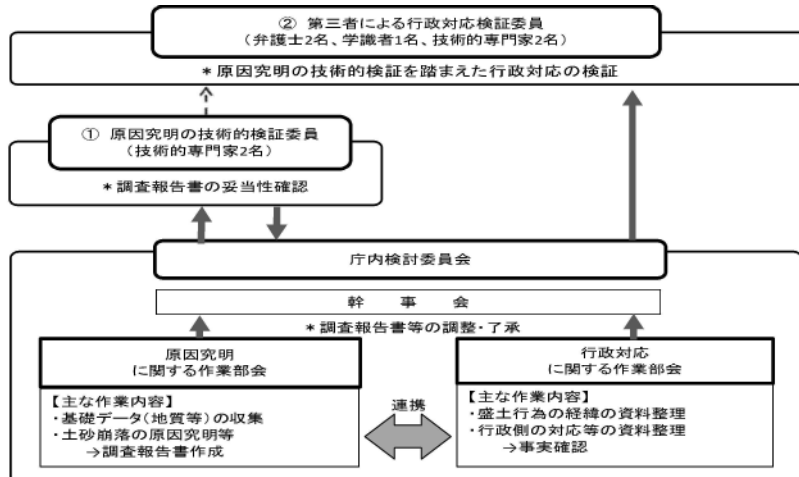 ② 第三者による行政対応検証委員
(弁護士2名、学識者1名、技術的専門家2名)
*原因究明の技術的検証を踏まえた行政対応の検証
① 原因究明の技術的検証委員
(技術的専門家2名)
*調査報告書の妥当性確認
庁内検討委員会
幹 事 会
*調査報告書等の調整・了承
原因究明
に関する作業部会
【主な作業内容】
・基礎データ(地質等)の収集
・土砂崩落の原因究明等
→調査報告書作成
連携
行政対応
に関する作業部会
【主な作業内容】
・盛土行為の経緯の資料整理
・行政側の対応等の資料整理
→事実確認